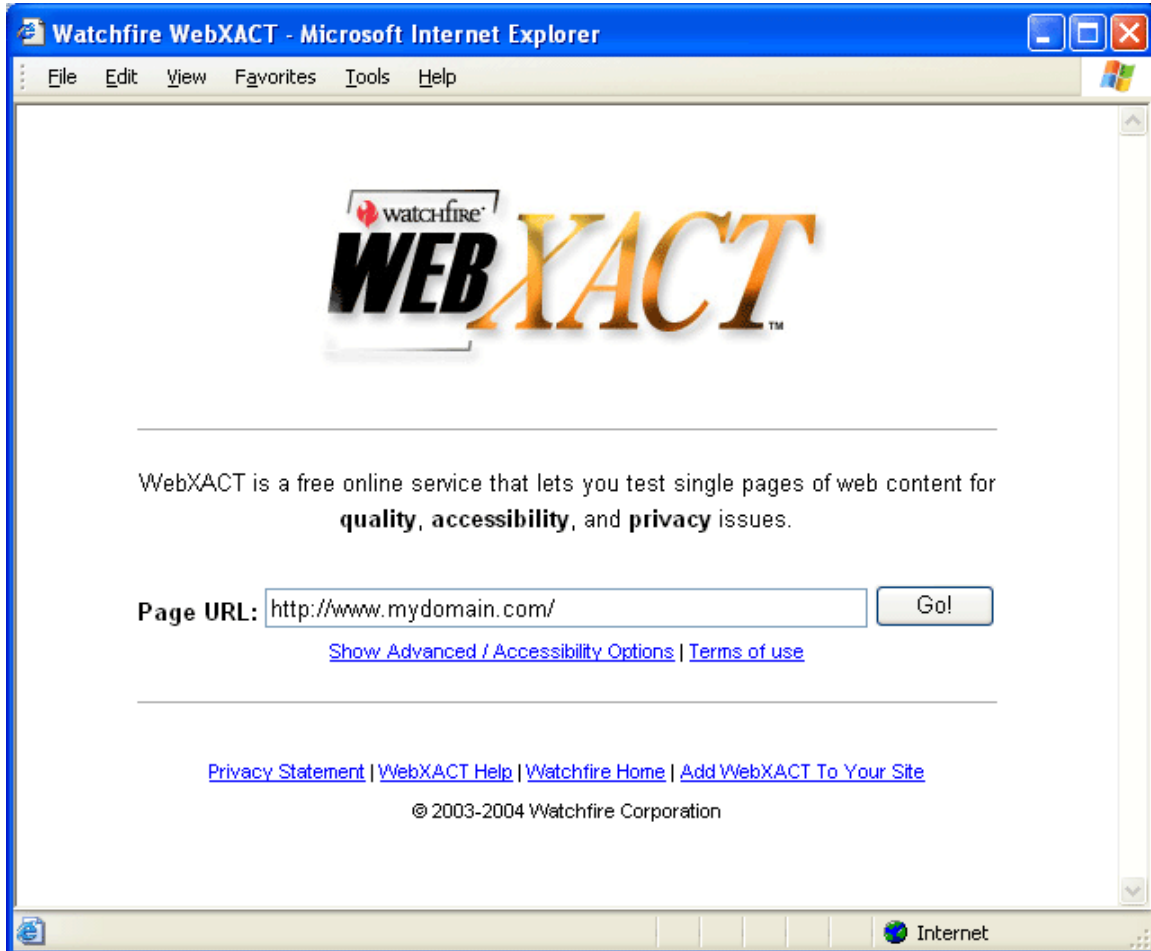 Watchfire WebXACT - Microsoft Internet Explorer
File Edit View Favorites Tools Help
watchfire
WEBXACT™
WebXACT is a free online service that lets you test single pages of web content for
quality, accessibility, and privacy issues.
Page URL: http://www.mydomain.com/ Go!
Show Advanced / Accessibility Options | Terms of use
Privacy Statement | WebXACT Help | Watchfire Home | Add WebXACT To Your Site
© 2003-2004 Watchfire Corporation
Internet